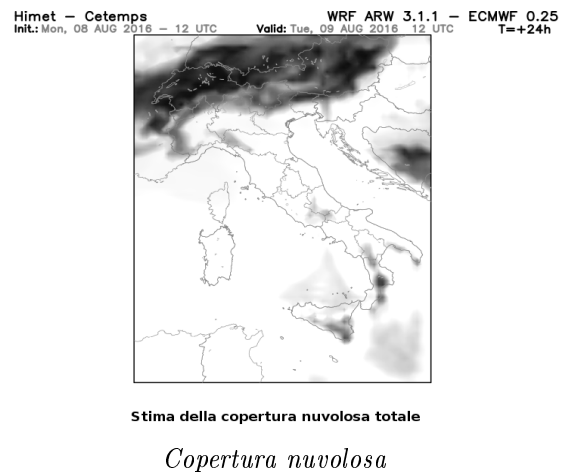 Himet − Cetemps WRF ARW 3.1.1 − ECMWF 0.25
Init.: Mon, 08 AUG 2016 − 12 UTC Valid: Tue, 09 AUG 2016 12 UTC T=+24h
Stima della copertura nuvolosa totale
Copertura nuvolosa